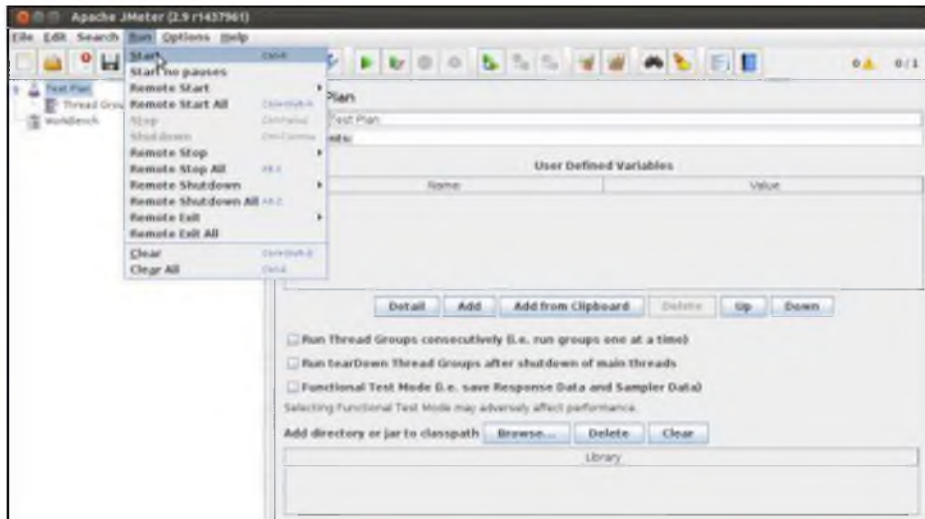 Apache JMeter (2.9 r1437961)
File Edit Search Run Options Help
Start Ctrl-R
Start no pauses
Remote Start
Remote Start All
Stop
Shutdown
Remote Stop
Remote Stop All
Remote Shutdown
Remote Shutdown All
Remote Exit
Remote Exit All
Clear
Clear All
0 0/1
Test Plan
Thread Grou
WorkBench
Plan
Test Plan
nts:
User Defined Variables
Name: Value
Detail Add Add from Clipboard Delete Up Down
Run Thread Groups consecutively (i.e. run groups one at a time)
Run tearDown Thread Groups after shutdown of main threads
Functional Test Mode (i.e. save Response Data and Sampler Data)
Selecting Functional Test Mode may adversely affect performance.
Add directory or jar to classpath Browse... Delete Clear
Library